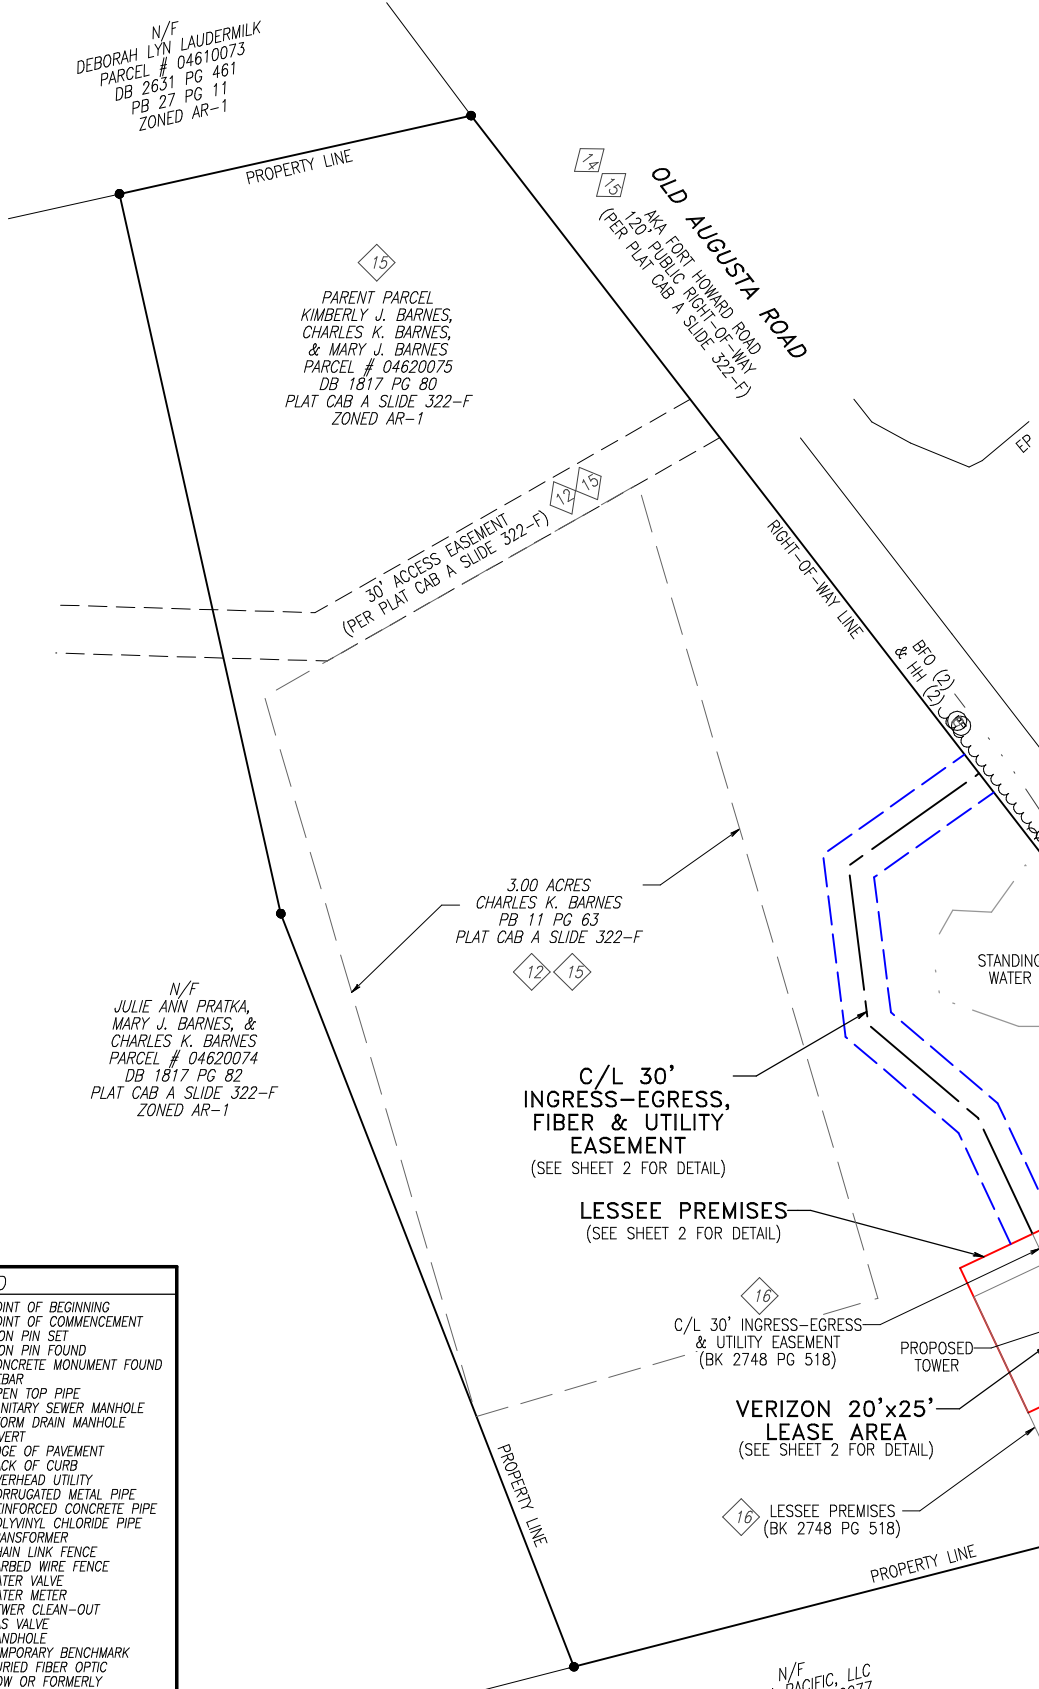 N/F
DEBORAH LYN LAUDERMILK
PARCEL # 04610073
DB 2631 PG 461
PB 27 PG 11
ZONED AR-1
PROPERTY LINE
14
15
OLD AUGUSTA ROAD
AKA FORT HOWARD ROAD
120' PUBLIC RIGHT-OF-WAY
(PER PLAT CAB A SLIDE 322-F)
15
PARENT PARCEL
KIMBERLY J. BARNES,
CHARLES K. BARNES,
& MARY J. BARNES
PARCEL # 04620075
DB 1817 PG 80
PLAT CAB A SLIDE 322-F
ZONED AR-1
EP
12 15
30' ACCESS EASEMENT
(PER PLAT CAB A SLIDE 322-F)
RIGHT-OF-WAY LINE
BFO (2)
& HH (2)
3.00 ACRES
CHARLES K. BARNES
PB 11 PG 63
PLAT CAB A SLIDE 322-F
12 15
STANDING
WATER
N/F
JULIE ANN PRATKA,
MARY J. BARNES, &
CHARLES K. BARNES
PARCEL # 04620074
DB 1817 PG 82
PLAT CAB A SLIDE 322-F
ZONED AR-1
C/L 30'
INGRESS-EGRESS,
FIBER & UTILITY
EASEMENT
(SEE SHEET 2 FOR DETAIL)
LESSEE PREMISES
(SEE SHEET 2 FOR DETAIL)
16
C/L 30' INGRESS-EGRESS
& UTILITY EASEMENT
(BK 2748 PG 518)
PROPOSED
TOWER
VERIZON 20'x25'
LEASE AREA
(SEE SHEET 2 FOR DETAIL)
16
LESSEE PREMISES
(BK 2748 PG 518)
PROPERTY LINE
PROPERTY LINE
N/F
PACIFIC, LLC
D
OINT OF BEGINNING
OINT OF COMMENCEMENT
ON PIN SET
ON PIN FOUND
ONCRETE MONUMENT FOUND
EBAR
PEN TOP PIPE
ANITARY SEWER MANHOLE
TORM DRAIN MANHOLE
VERT
DGE OF PAVEMENT
ACK OF CURB
VERHEAD UTILITY
ORRUGATED METAL PIPE
EINFORCED CONCRETE PIPE
OLYVINYL CHLORIDE PIPE
RANSFORMER
HAIN LINK FENCE
ARBED WIRE FENCE
ATER VALVE
ATER METER
EWER CLEAN-OUT
AS VALVE
ANDHOLE
EMPORARY BENCHMARK
URIED FIBER OPTIC
OW OR FORMERLY